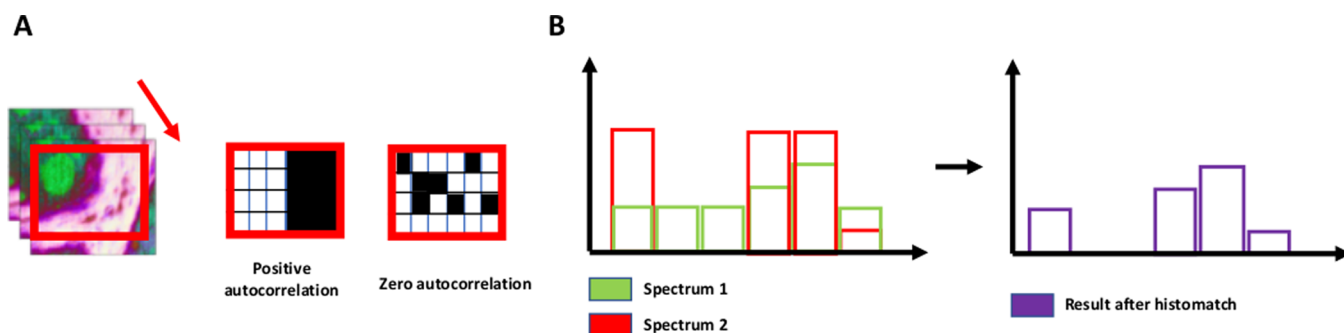 A
B
Positive
autocorrelation
Zero autocorrelation
Spectrum 1
Spectrum 2
Result after histomatch